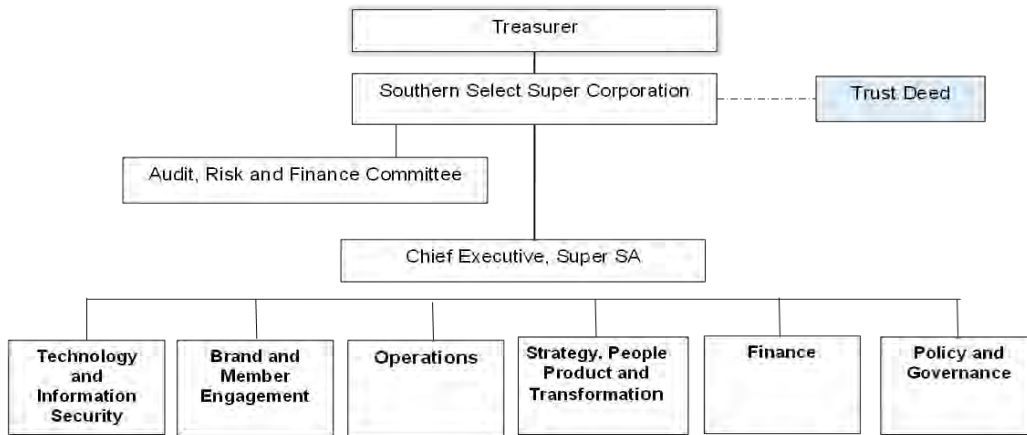 Treasurer
Southern Select Super Corporation
Trust Deed
Audit, Risk and Finance Committee
Chief Executive, Super SA
Technology
and
Information
Security
Brand and
Member
Engagement
Operations
Strategy, People
Product and
Transformation
Finance
Policy and
Governance